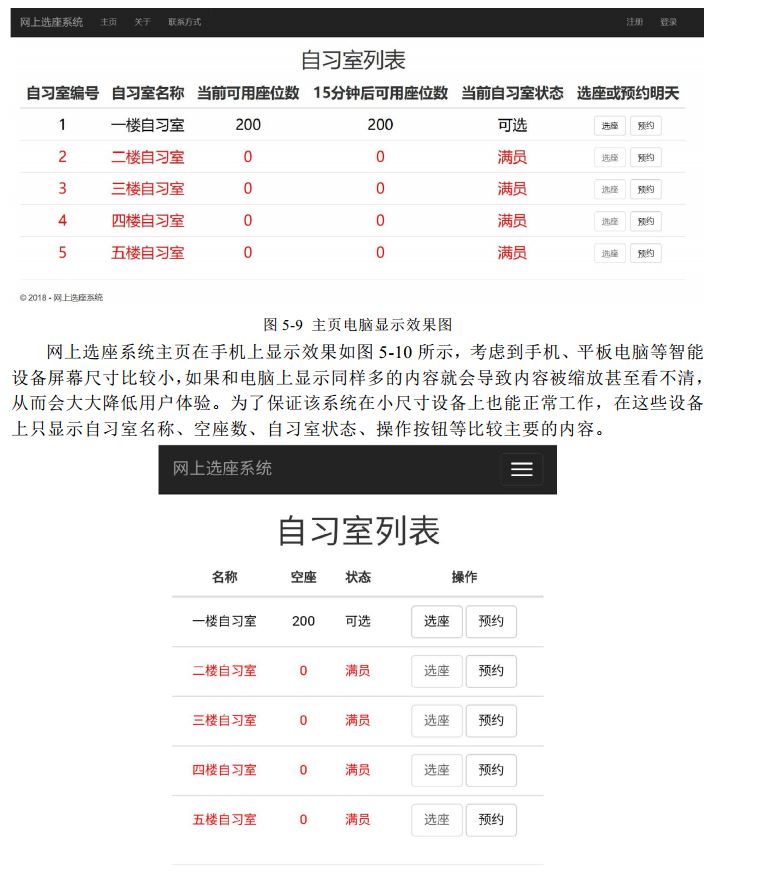 网上选座系统 主页 关于 联系方式 注册 登录
自习室列表
自习室编号 自习室名称 当前可用座位数 15分钟后可用座位数 当前自习室状态 选座或预约明天
1 一楼自习室 200 200 可选 选座 预约
2 二楼自习室 0 0 满员 选座 预约
3 三楼自习室 0 0 满员 选座 预约
4 四楼自习室 0 0 满员 选座 预约
5 五楼自习室 0 0 满员 选座 预约
© 2018 - 网上选座系统
图 5-9 主页电脑显示效果图
网上选座系统主页在手机上显示效果如图 5-10 所示，考虑到手机、平板电脑等智能
设备屏幕尺寸比较小，如果和电脑上显示同样多的内容就会导致内容被缩放甚至看不清，
从而会大大降低用户体验。为了保证该系统在小尺寸设备上也能正常工作，在这些设备
上只显示自习室名称、空座数、自习室状态、操作按钮等比较主要的内容。
网上选座系统
自习室列表
名称 空座 状态 操作
一楼自习室 200 可选 选座 预约
二楼自习室 0 满员 选座 预约
三楼自习室 0 满员 选座 预约
四楼自习室 0 满员 选座 预约
五楼自习室 0 满员 选座 预约